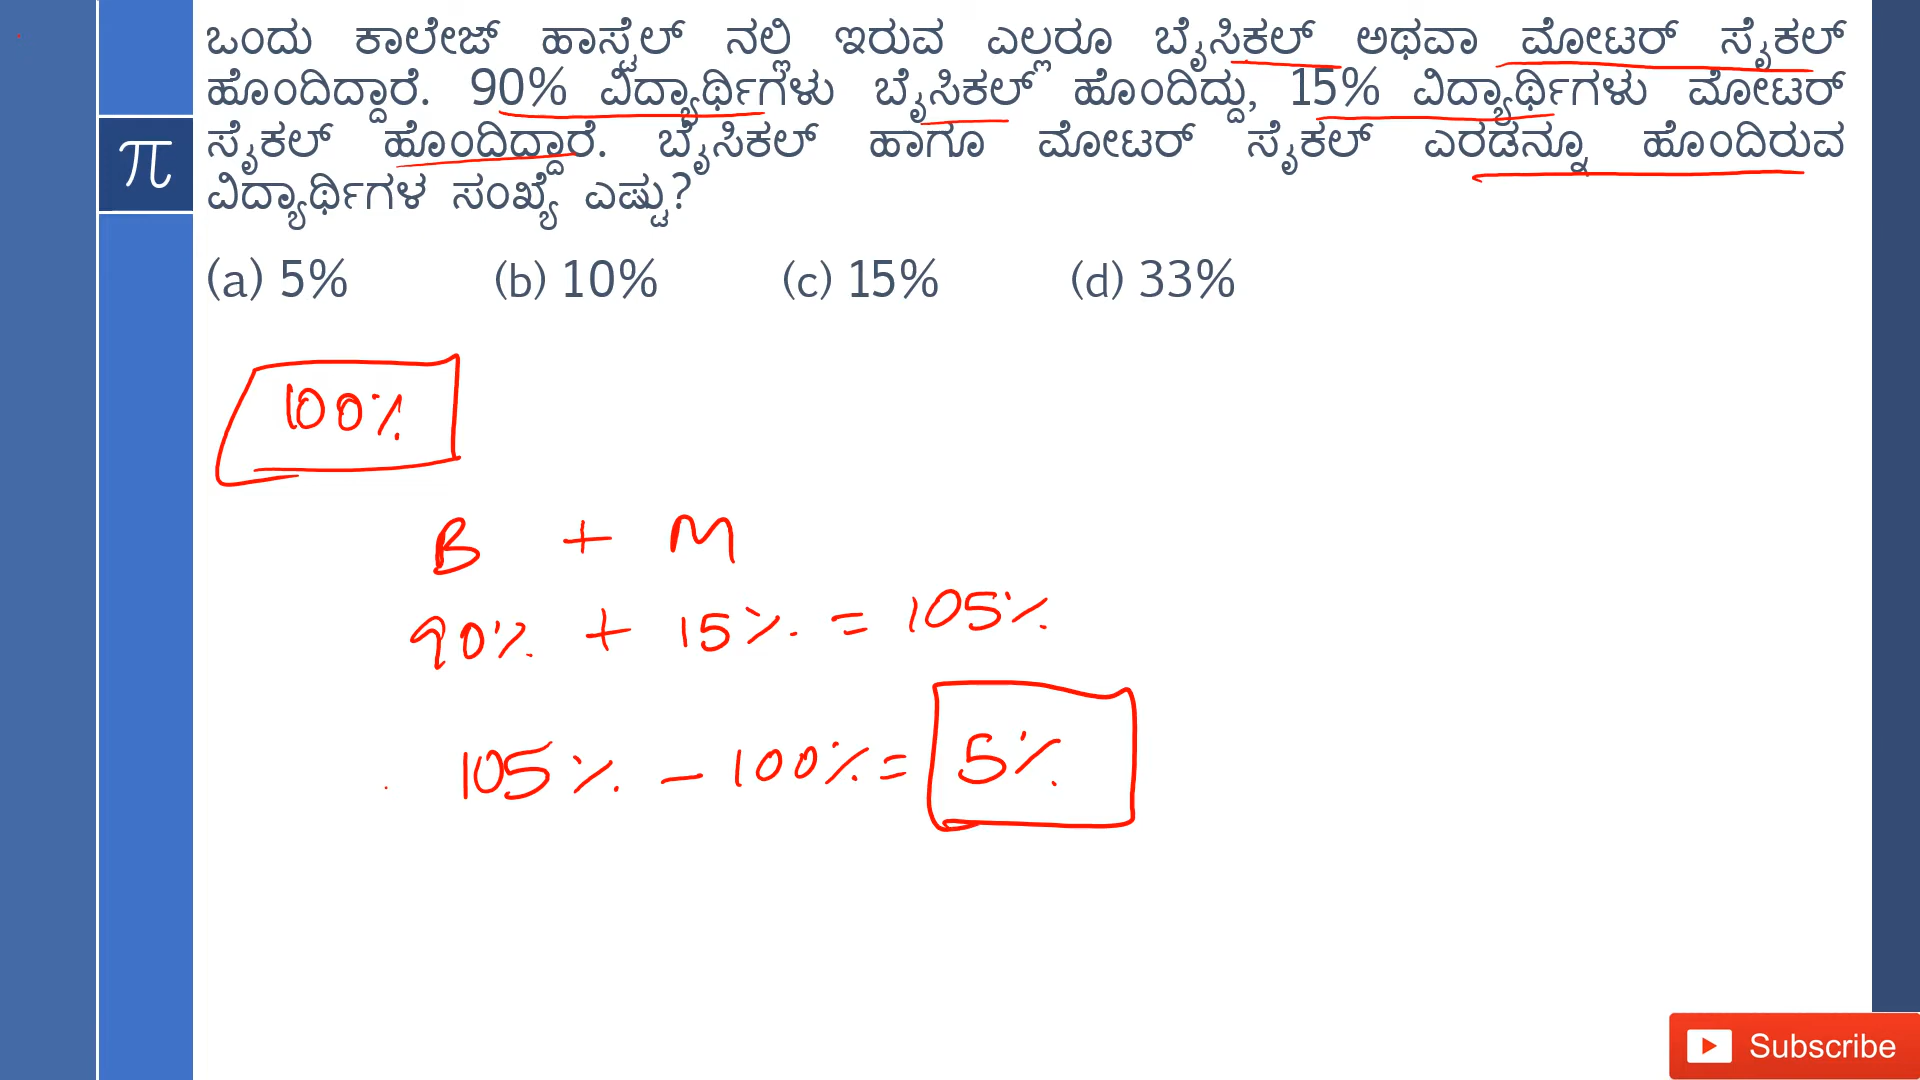 ಒಂದು ಕಾಲೇಜ್ ಹಾಸ್ಟೆಲ್ ನಲ್ಲಿ ಇರುವ ಎಲ್ಲರೂ ಬೈಸಿಕಲ್ ಅಥವಾ ಮೋಟರ್ ಸೈಕಲ್
ಹೊಂದಿದ್ದಾರೆ. 90% ವಿದ್ಯಾರ್ಥಿಗಳು ಬೈಸಿಕಲ್ ಹೊಂದಿದ್ದು, 15% ವಿದ್ಯಾರ್ಥಿಗಳು ಮೋಟರ್
π
ಸೈಕಲ್ ಹೊಂದಿದ್ದಾರೆ. ಬೈಸಿಕಲ್ ಹಾಗೂ ಮೋಟರ್ ಸೈಕಲ್ ಎರಡನ್ನೂ ಹೊಂದಿರುವ
ವಿದ್ಯಾರ್ಥಿಗಳ ಸಂಖ್ಯೆ ಎಷ್ಟು?
(a) 5% (b) 10% (c) 15% (d) 33%
100%
B + M
90% + 15% = 105%
105% - 100% = 5%
Subscribe